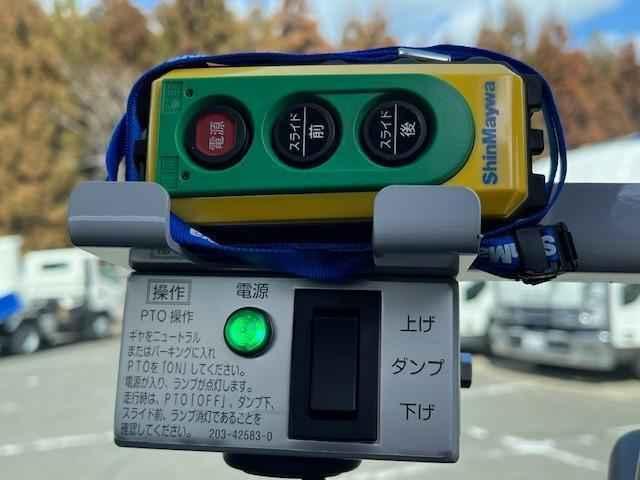 電源
スライド
前
スライド
後
ShinMaywa
操作
電源
PTO 操作
ギヤをニュートラル
またはパーキングに入れ
PTOを「ON」してください。
電源が入り、ランプが点灯します。
走行時は、PTO「OFF」、ダンプ下、
スライド前、ランプ消灯であることを
確認してください。 203-42583-0
上げ
ダンプ
下げ